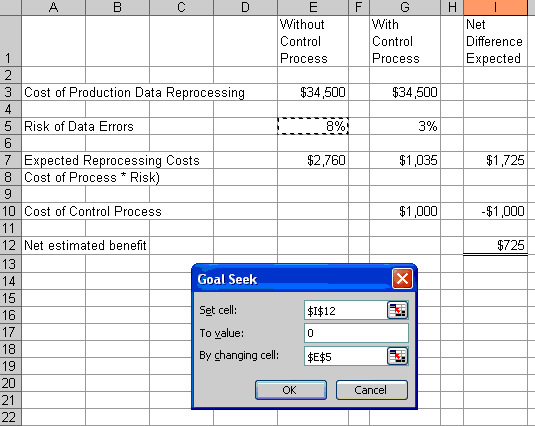 A B C D E F G H I
Without With Net
Control Control Difference
1 Process Process Expected
2
3 Cost of Production Data Reprocessing $34,500 $34,500
4
5 Risk of Data Errors 8% 3%
6
7 Expected Reprocessing Costs $2,760 $1,035 $1,725
8 Cost of Process * Risk)
9
10 Cost of Control Process $1,000 -$1,000
11
12 Net estimated benefit $725
13
Goal Seek
14
15
Set cell: $I$12
16
17
To value: 0
18
By changing cell: $E$5
19
20
OK Cancel
21
22